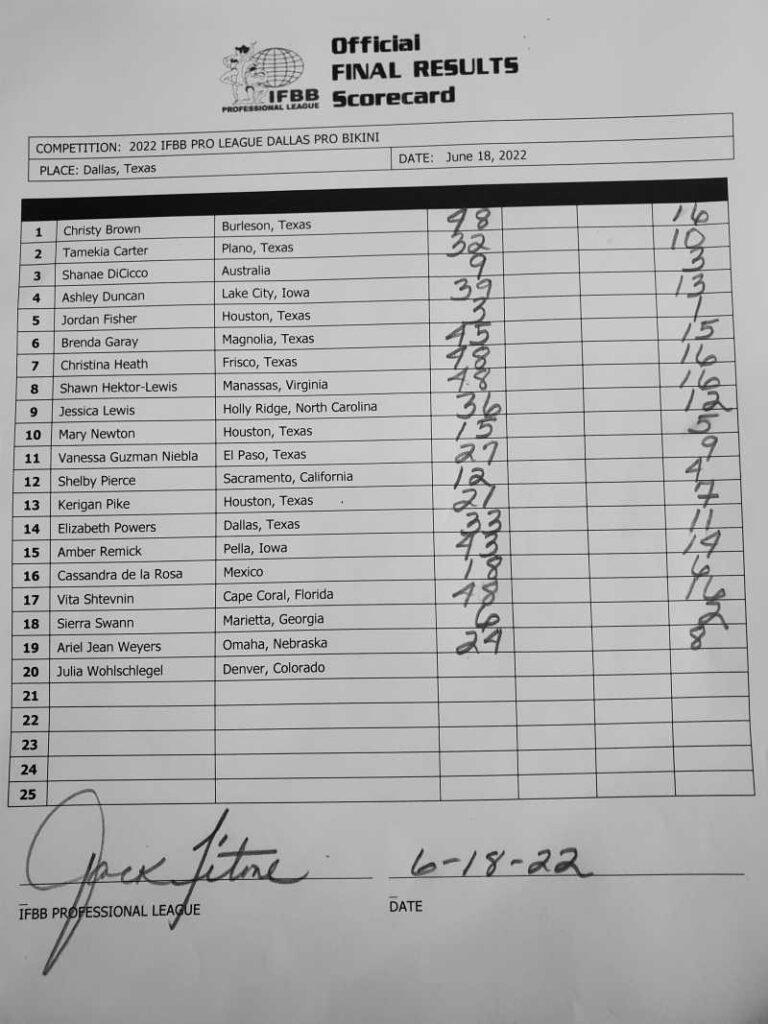 Official
FINAL RESULTS
Scorecard
IFBB
PROFESSIONAL LEAGUE
COMPETITION: 2022 IFBB PRO LEAGUE DALLAS PRO BIKINI
PLACE: Dallas, Texas DATE: June 18, 2022
1 Christy Brown Burleson, Texas 48 16
2 Tamekia Carter Plano, Texas 32 10
3 Shanae DiCicco Australia 9 3
4 Ashley Duncan Lake City, Iowa 39 13
5 Jordan Fisher Houston, Texas 3 1
6 Brenda Garay Magnolia, Texas 45 15
7 Christina Heath Frisco, Texas 48 16
8 Shawn Hektor-Lewis Manassas, Virginia 48 16
9 Jessica Lewis Holly Ridge, North Carolina 36 12
10 Mary Newton Houston, Texas 15 5
11 Vanessa Guzman Niebla El Paso, Texas 27 9
12 Shelby Pierce Sacramento, California 12 4
13 Kerigan Pike Houston, Texas 21 7
14 Elizabeth Powers Dallas, Texas 33 11
15 Amber Remick Pella, Iowa 43 14
16 Cassandra de la Rosa Mexico 18 6
17 Vita Shtevnin Cape Coral, Florida 48 16
18 Sierra Swann Marietta, Georgia 6 2
19 Ariel Jean Weyers Omaha, Nebraska 24 8
20 Julia Wohlschlegel Denver, Colorado
21
22
23
24
25
Jack Titone 6-18-22
IFBB PROFESSIONAL LEAGUE DATE